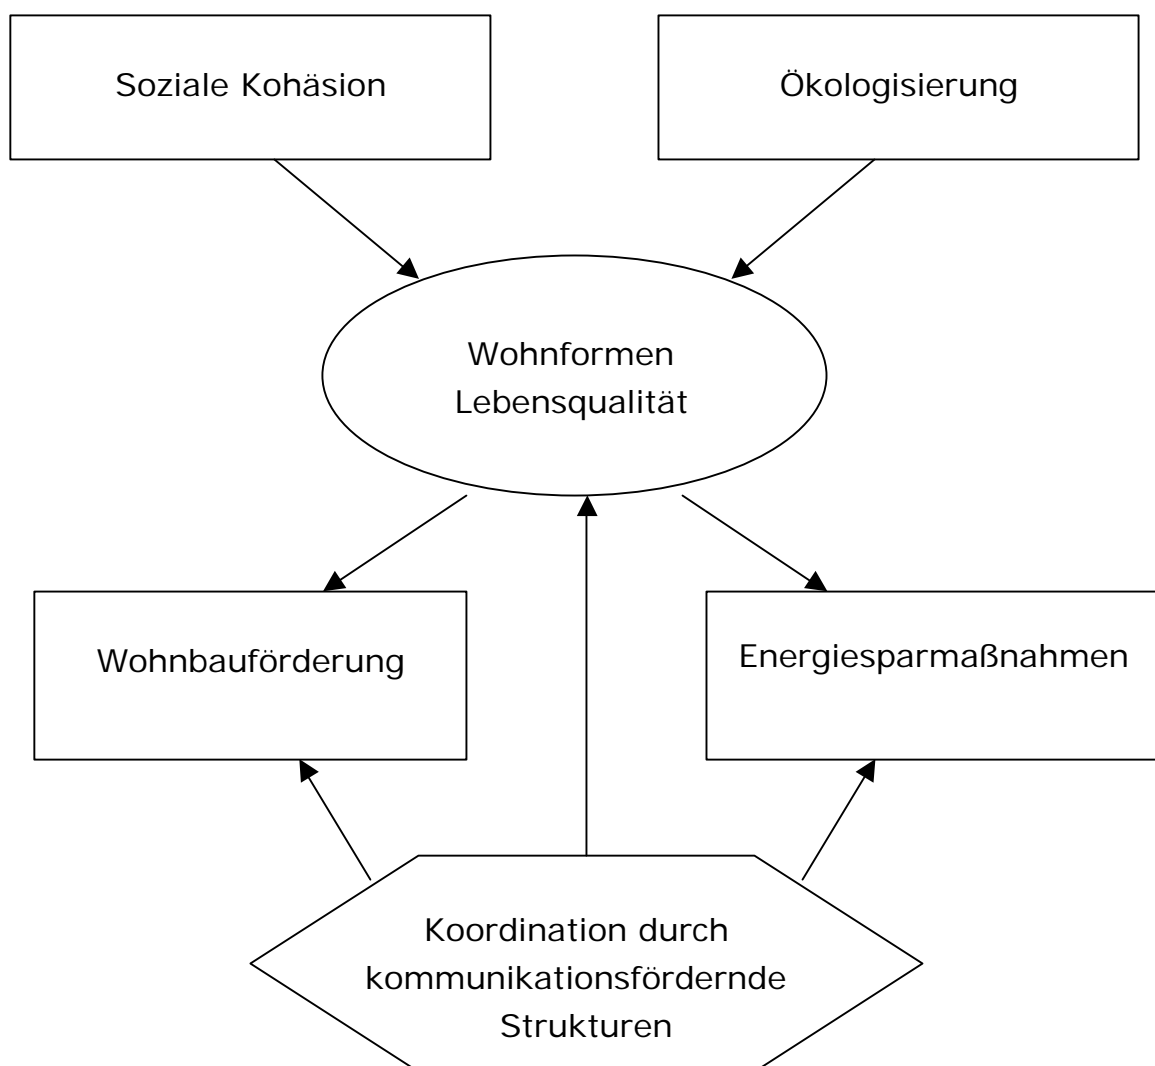 Soziale Kohäsion
Ökologisierung
Wohnformen
Lebensqualität
Wohnbauförderung
Energiesparmaßnahmen
Koordination durch
kommunikationsfördernde
Strukturen